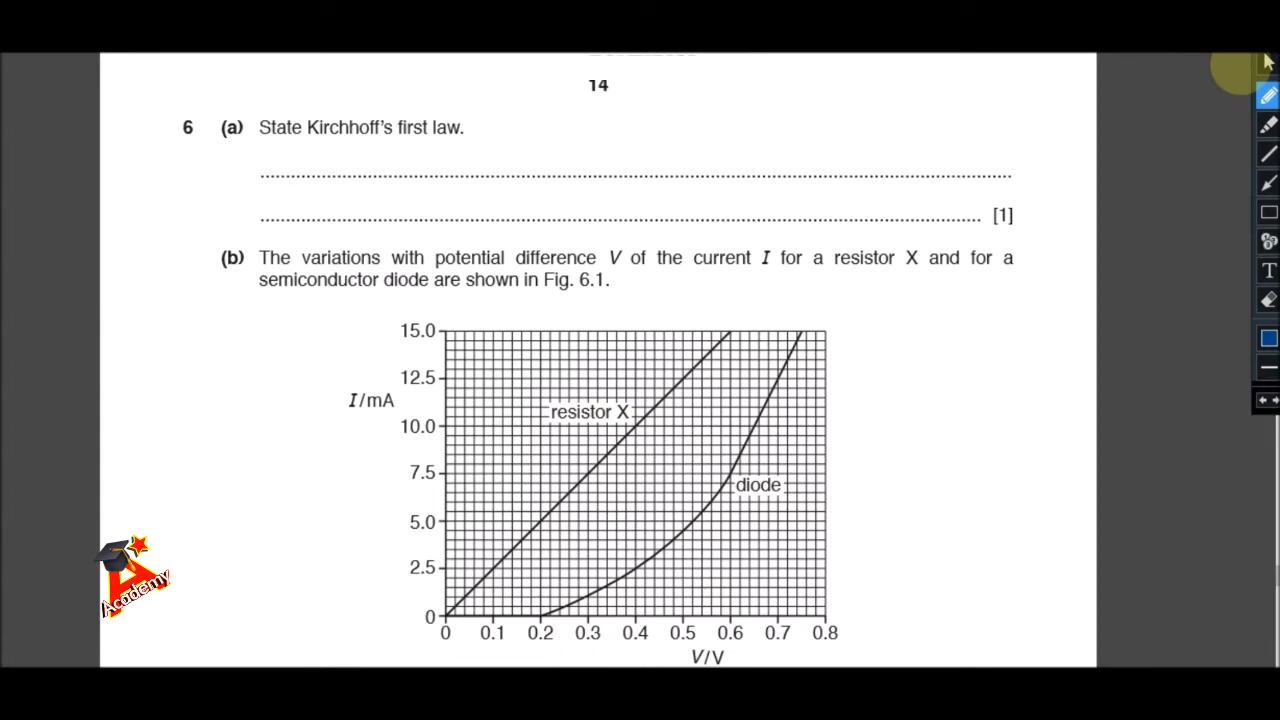 14
6 (a) State Kirchhoff's first law.
[1]
(b) The variations with potential difference V of the current I for a resistor X and for a
semiconductor diode are shown in Fig. 6.1.
15.0
12.5
I/mA
resistor X
10.0
7.5
diode
5.0
2.5
0
0 0.1 0.2 0.3 0.4 0.5 0.6 0.7 0.8
V/V
A
Academy
T